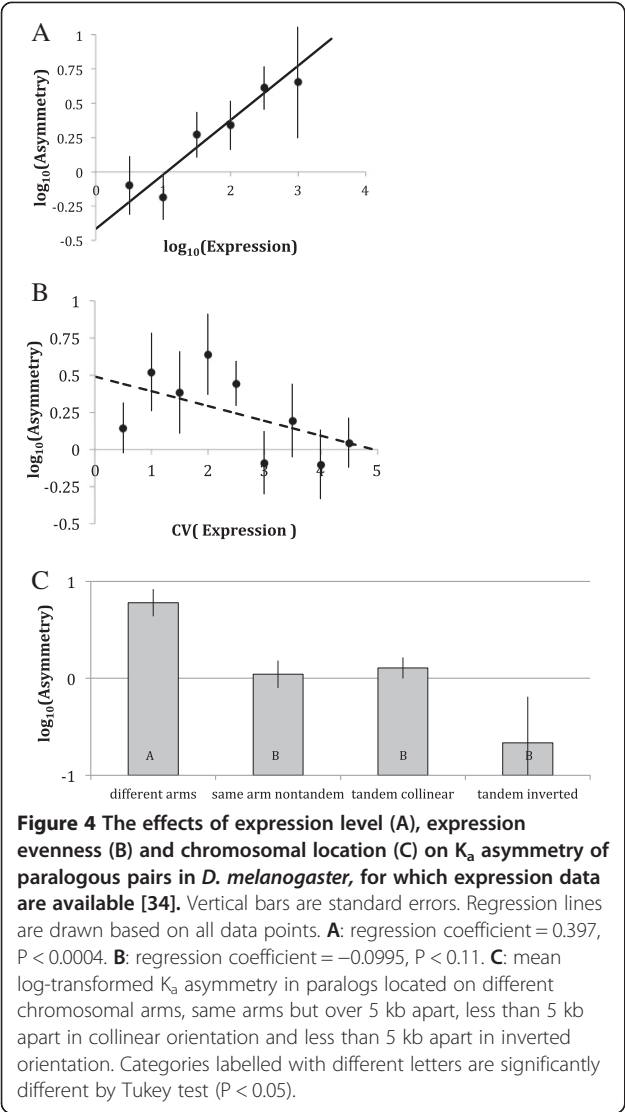 A
1
0.75
0.5
0.25
0
-0.25
-0.5
0 1 2 3 4
log₁₀(Asymmetry)
log₁₀(Expression)
B
1
0.75
0.5
0.25
0
-0.25
-0.5
0 1 2 3 4 5
log₁₀(Asymmetry)
CV( Expression )
C
1
0
-1
log₁₀(Asymmetry)
A B B B
different arms same arm nontandem tandem collinear tandem inverted
Figure 4 The effects of expression level (A), expression
evenness (B) and chromosomal location (C) on Kₐ asymmetry of
paralogous pairs in D. melanogaster, for which expression data
are available [34]. Vertical bars are standard errors. Regression lines
are drawn based on all data points. A: regression coefficient = 0.397,
P < 0.0004. B: regression coefficient = −0.0995, P < 0.11. C: mean
log-transformed Kₐ asymmetry in paralogs located on different
chromosomal arms, same arms but over 5 kb apart, less than 5 kb
apart in collinear orientation and less than 5 kb apart in inverted
orientation. Categories labelled with different letters are significantly
different by Tukey test (P < 0.05).